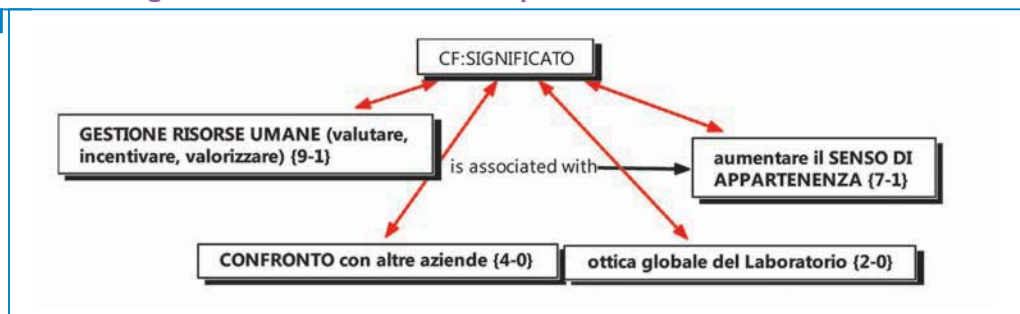 CF:SIGNIFICATO
GESTIONE RISORSE UMANE (valutare,
incentivare, valorizzare) {9-1}
is associated with
aumentare il SENSO DI
APPARTENENZA {7-1}
CONFRONTO con altre aziende {4-0}
ottica globale del Laboratorio {2-0}